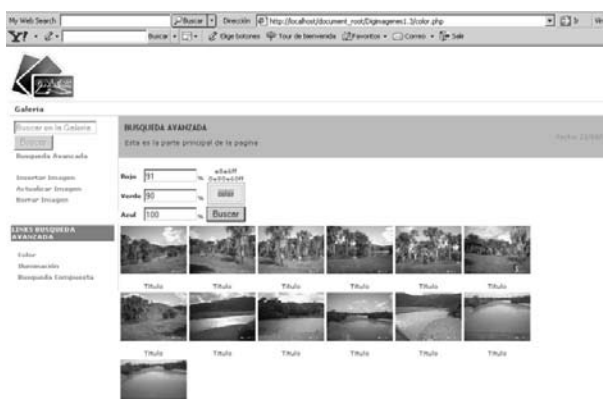 My Web Search
Buscar
Dirección
http://localhost/document_root/Digimagenes1.3/color.php
Ir
Y!
Buscar
Elige botones
Tour de bienvenida
Favoritos
Correo
Salir
Galeria
Buscar en la Galeria
Buscar
Busqueda Avanzada
Insertar Imagen
Actualizar Imagen
Borrar Imagen
LINKS BUSQUEDA
AVANZADA
Color
Iluminación
Busqueda Compuesta
BUSQUEDA AVANZADA
Esta es la parte principal de la pagina
Fecha:
Rojo 91 %
Verde 90 %
Azul 100 %
Buscar
Titulo Titulo Titulo Titulo Titulo Titulo
Titulo Titulo Titulo Titulo Titulo Titulo